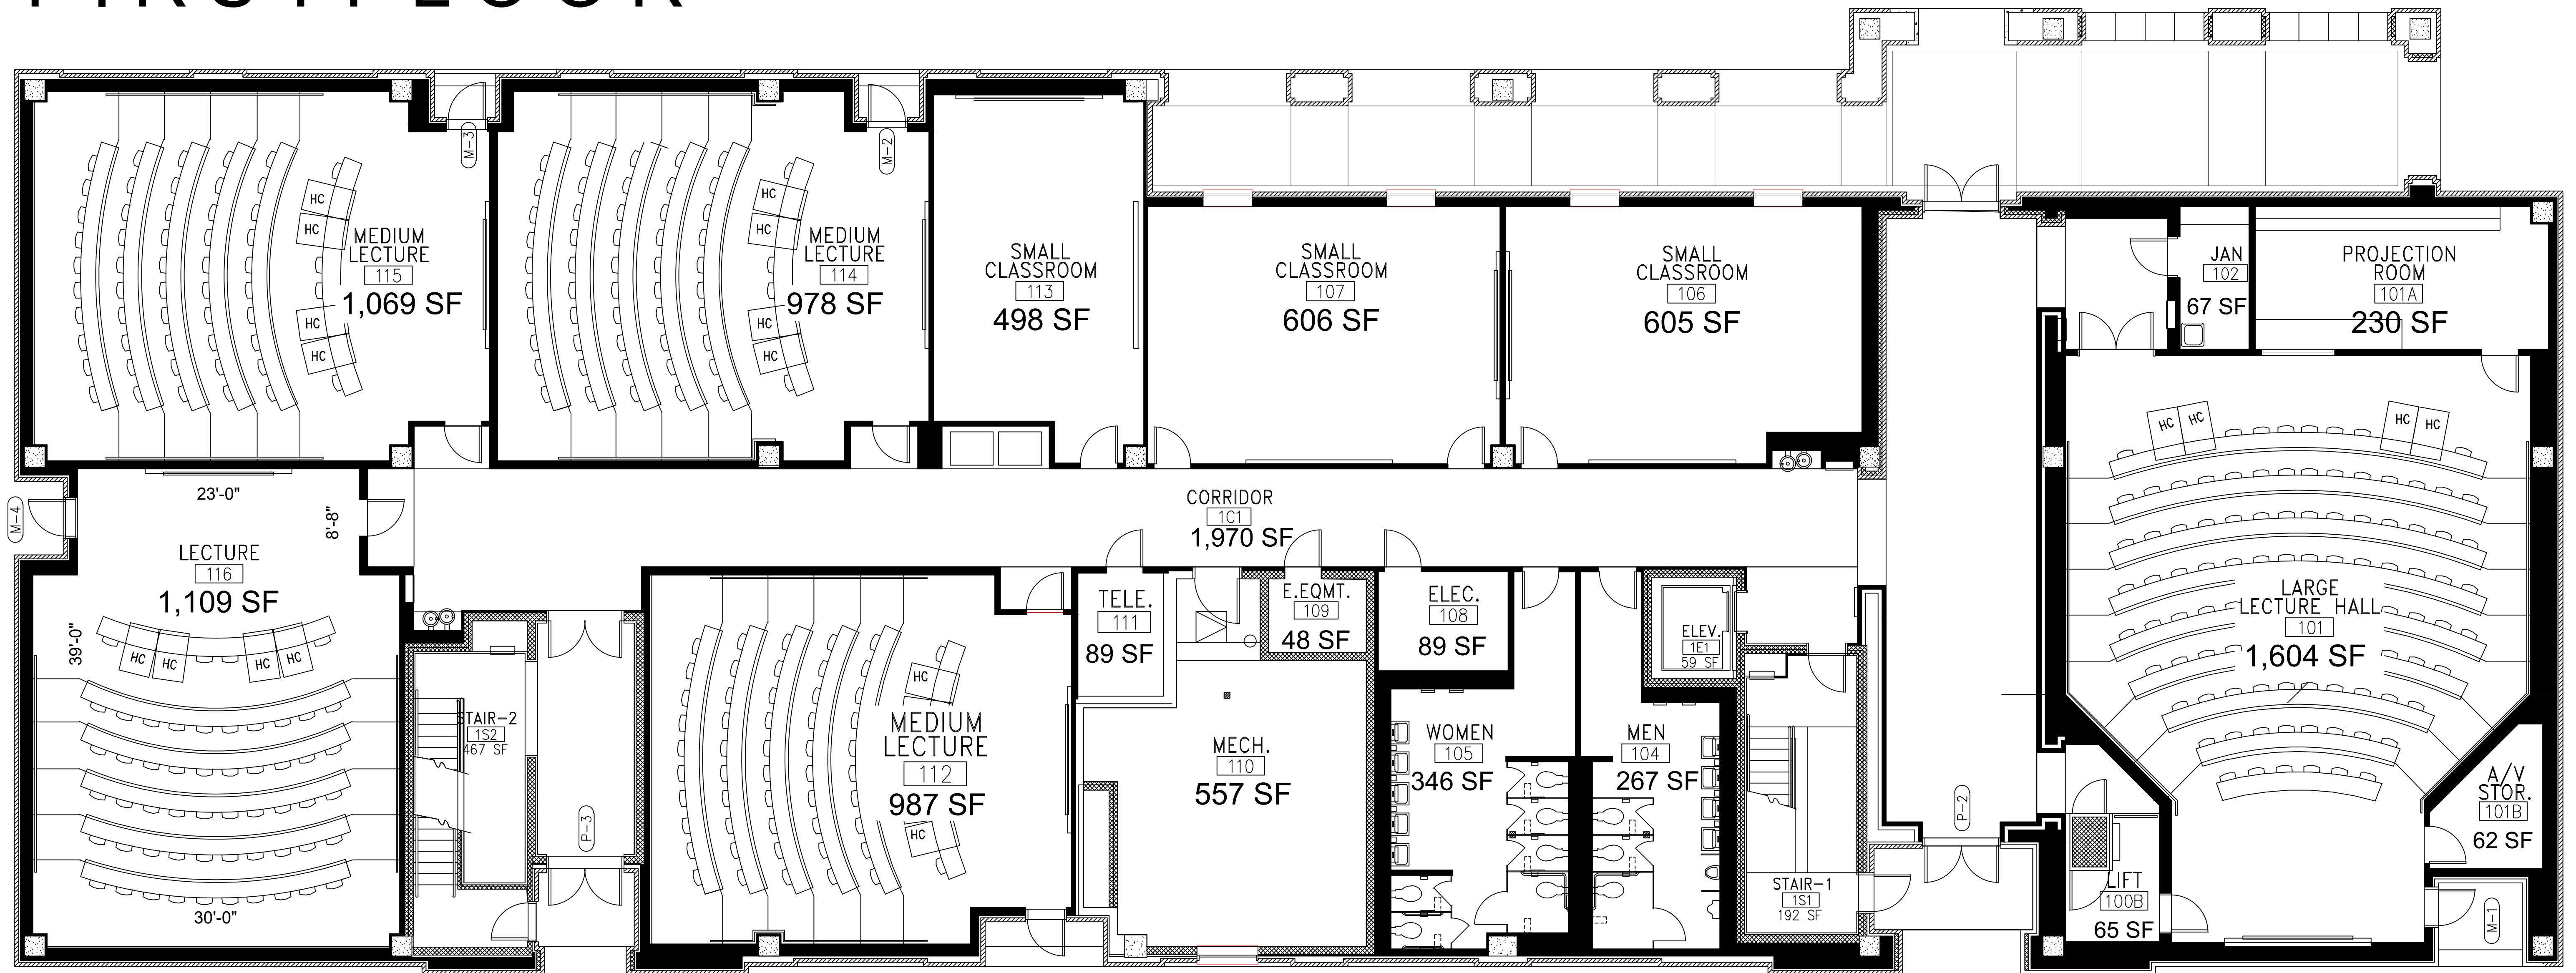 FIRST FLOOR
M-3
M-2
HC
HC
HC
HC
MEDIUM
LECTURE
115
1,069 SF
HC
HC
HC
HC
MEDIUM
LECTURE
114
978 SF
SMALL
CLASSROOM
113
498 SF
SMALL
CLASSROOM
107
606 SF
SMALL
CLASSROOM
106
605 SF
JAN
102
67 SF
PROJECTION
ROOM
101A
230 SF
HC
HC
HC
HC
M-4
23'-0"
8'-8"
LECTURE
116
1,109 SF
39'-0"
HC
HC
HC
HC
30'-0"
CORRIDOR
1C1
1,970 SF
STAIR-2
1S2
467 SF
P-3
HC
MEDIUM
LECTURE
112
987 SF
HC
TELE.
111
89 SF
E.EQMT.
109
48 SF
ELEC.
108
89 SF
ELEV.
1E1
59 SF
MECH.
110
557 SF
WOMEN
105
346 SF
MEN
104
267 SF
STAIR-1
1S1
192 SF
P-2
LARGE
LECTURE HALL
101
1,604 SF
A/V
STOR.
101B
62 SF
LIFT
100B
65 SF
M-1